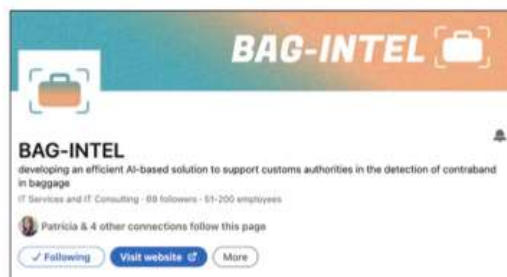 BAG-INTEL
BAG-INTEL
developing an efficient AI-based solution to support customs authorities in the detection of contraband
in baggage
IT Services and IT Consulting · 69 followers · 51-200 employees
Patricia & 4 other connections follow this page
✓ Following Visit website More